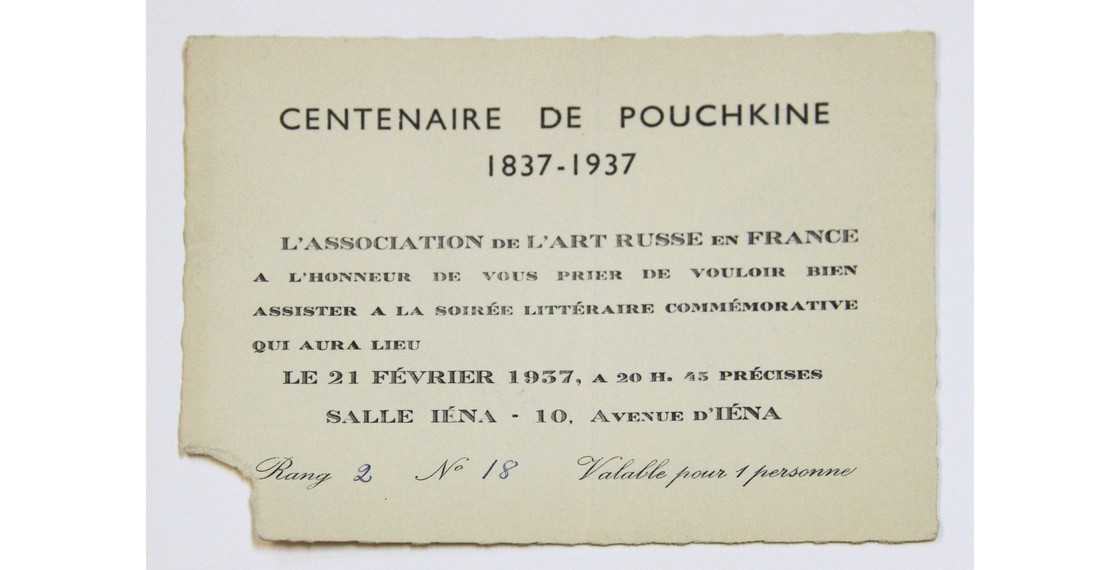 CENTENAIRE DE POUCHKINE
1837-1937
L'ASSOCIATION DE L'ART RUSSE EN FRANCE
A L'HONNEUR DE VOUS PRIER DE VOULOIR BIEN
ASSISTER A LA SOIRÉE LITTÉRAIRE COMMÉMORATIVE
QUI AURA LIEU
LE 21 FÉVRIER 1937, A 20 H. 45 PRÉCISES
SALLE IÉNA - 10, AVENUE D'IÉNA
Rang 2 No 18 Valable pour 1 personne